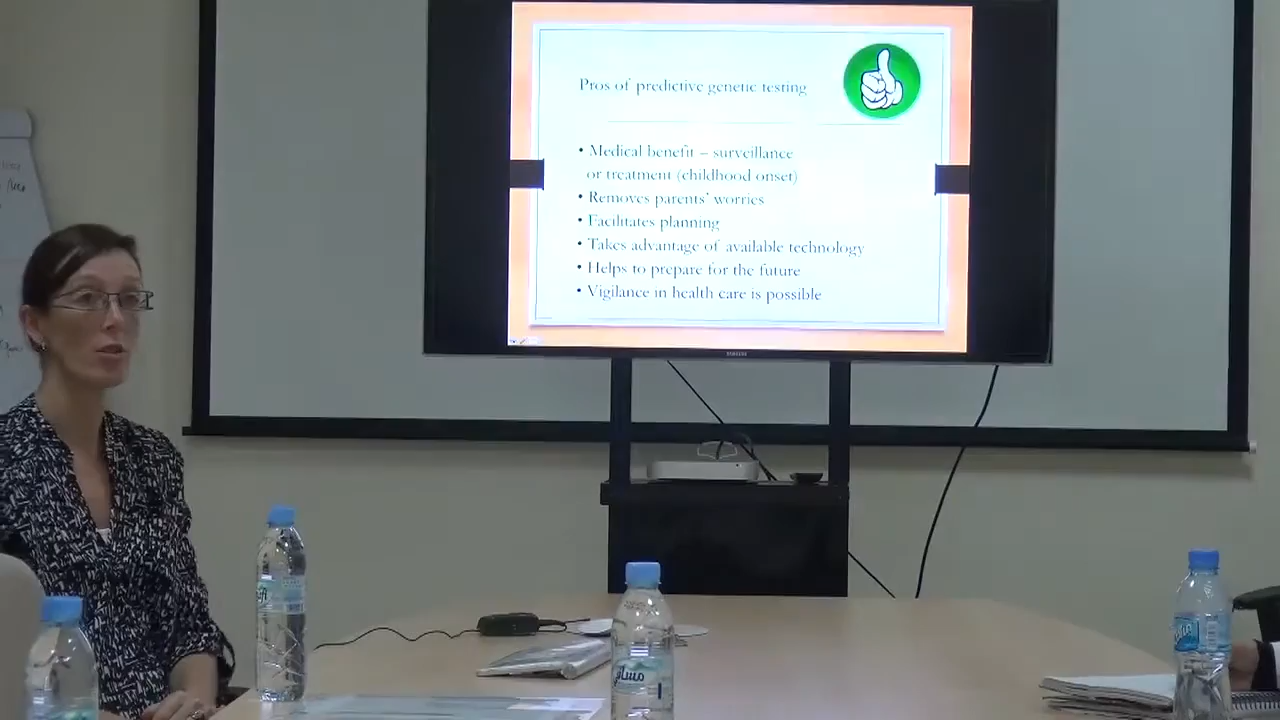 Pros of predictive genetic testing
• Medical benefit – surveillance
or treatment (childhood onset)
• Removes parents' worries
• Facilitates planning
• Takes advantage of available technology
• Helps to prepare for the future
• Vigilance in health care is possible
SAMSUNG